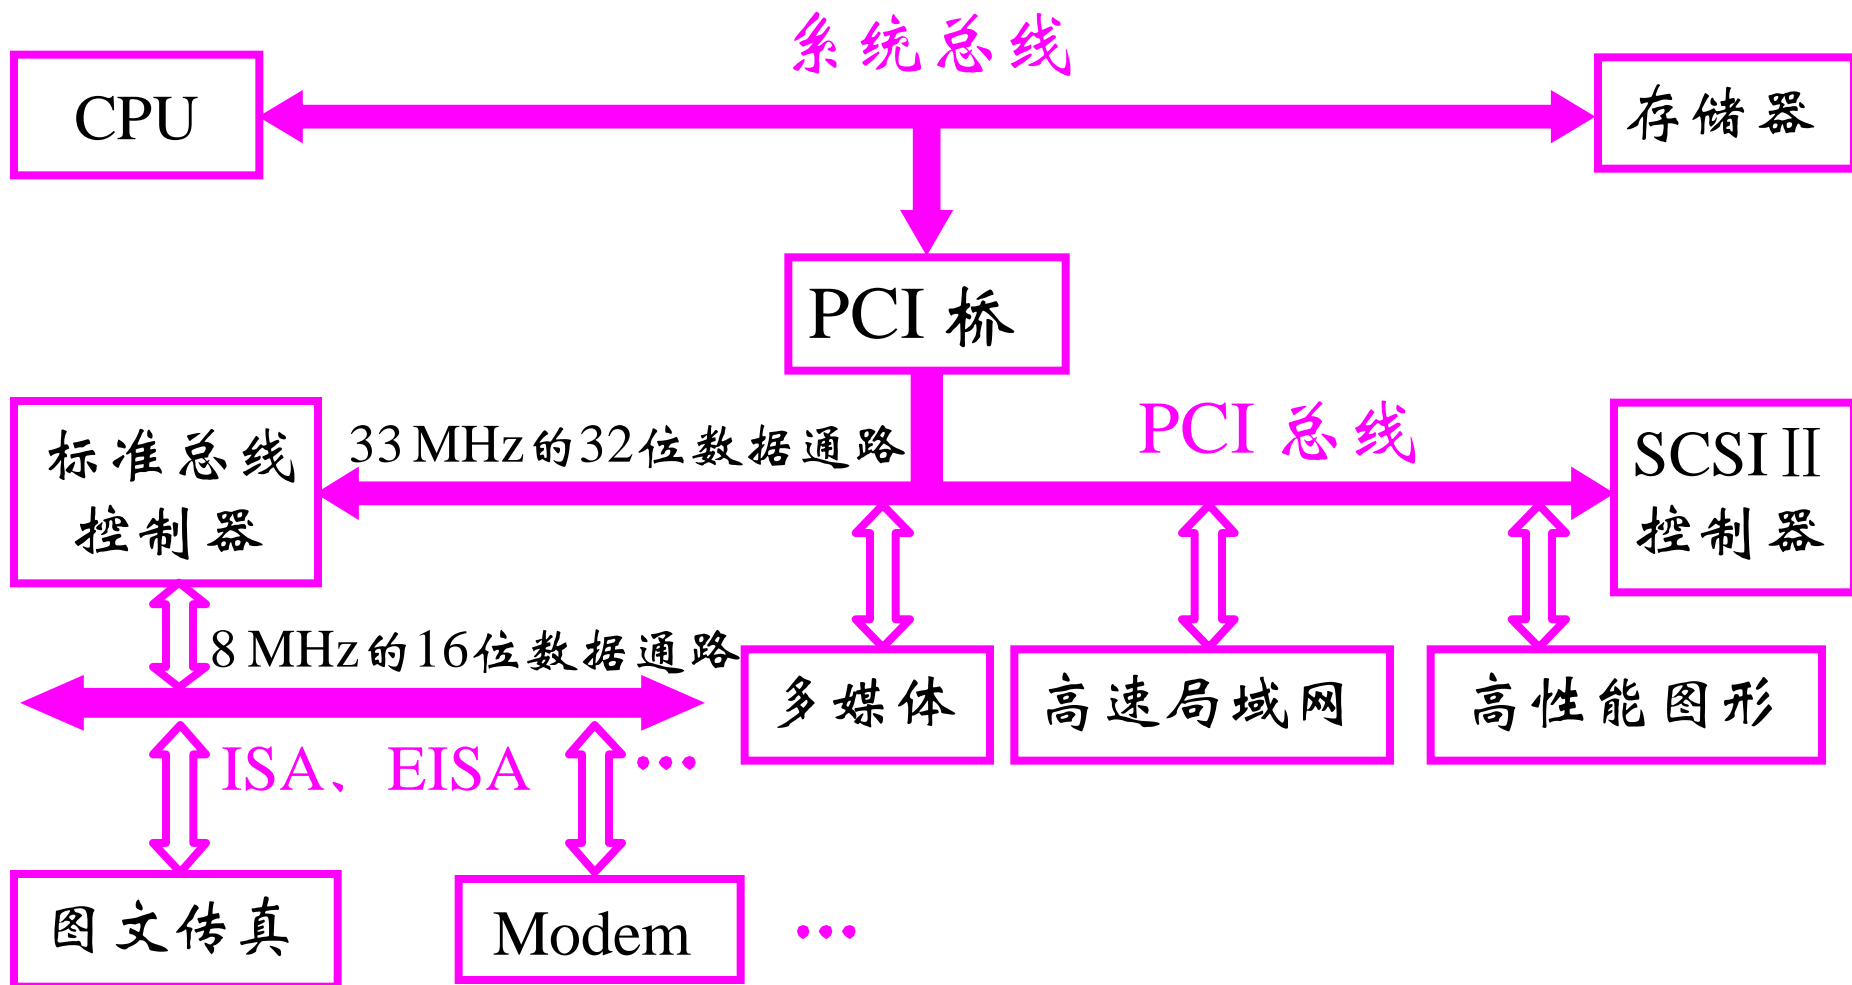 系统总线
CPU
存储器
PCI 桥
PCI 总线
33 MHz的32位数据通路
标准总线
控制器
SCSI Ⅱ
控制器
8 MHz的16位数据通路
多媒体
高速局域网
高性能图形
ISA、EISA
…
图文传真
Modem
…